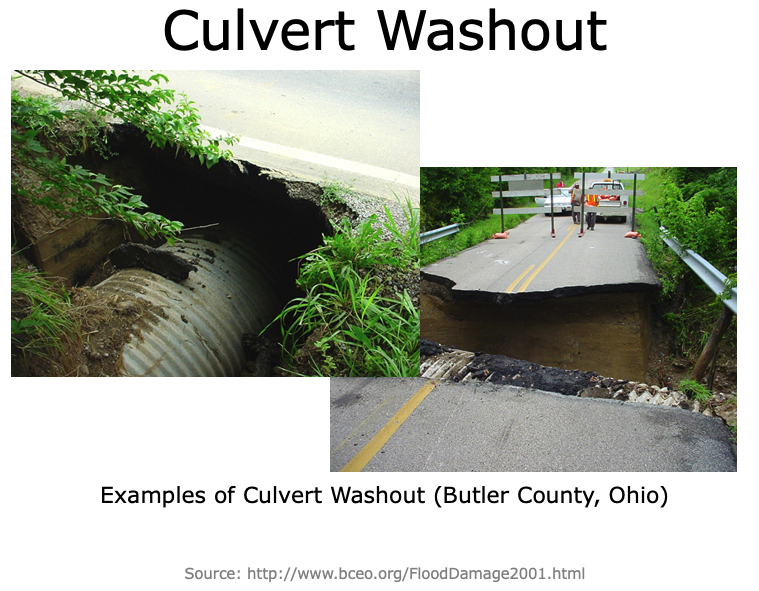 Culvert Washout
Examples of Culvert Washout (Butler County, Ohio)
Source: http://www.bceo.org/FloodDamage2001.html